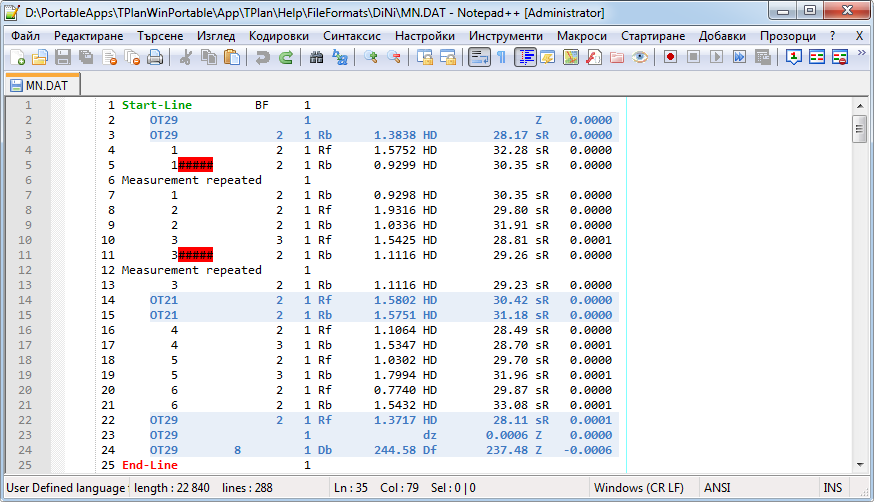 D:\PortableApps\TPlanWinPortable\App\TPlan\Help\FileFormats\DiNi\MN.DAT - Notepad++ [Administrator]
Файл Редактиране Търсене Изглед Кодировки Синтаксис Настройки Инструменти Макроси Стартиране Добавки Прозорци ? X
MN.DAT
1 1 Start-Line BF 1
2 2 OT29 1 Z 0.0000
3 3 OT29 2 1 Rb 1.3838 HD 28.17 sR 0.0000
4 4 1 2 1 Rf 1.5752 HD 32.28 sR 0.0000
5 5 1##### 2 1 Rb 0.9299 HD 30.35 sR 0.0000
6 6 Measurement repeated 1
7 7 1 2 1 Rb 0.9298 HD 30.35 sR 0.0000
8 8 2 2 1 Rf 1.9316 HD 29.80 sR 0.0000
9 9 2 2 1 Rb 1.0336 HD 31.91 sR 0.0000
10 10 3 3 1 Rf 1.5425 HD 28.81 sR 0.0001
11 11 3##### 2 1 Rb 1.1116 HD 29.26 sR 0.0000
12 12 Measurement repeated 1
13 13 3 2 1 Rb 1.1116 HD 29.23 sR 0.0000
14 14 OT21 2 1 Rf 1.5802 HD 30.42 sR 0.0000
15 15 OT21 2 1 Rb 1.5751 HD 31.18 sR 0.0000
16 16 4 2 1 Rf 1.1064 HD 28.49 sR 0.0000
17 17 4 3 1 Rb 1.5347 HD 28.70 sR 0.0001
18 18 5 2 1 Rf 1.0302 HD 29.70 sR 0.0000
19 19 5 3 1 Rb 1.7994 HD 31.96 sR 0.0001
20 20 6 2 1 Rf 0.7740 HD 29.87 sR 0.0000
21 21 6 2 1 Rb 1.5432 HD 33.08 sR 0.0001
22 22 OT29 2 1 Rf 1.3717 HD 28.11 sR 0.0001
23 23 OT29 1 dz 0.0006 Z 0.0000
24 24 OT29 8 1 Db 244.58 Df 237.48 Z -0.0006
25 25 End-Line 1
User Defined language length : 22 840 lines : 288 Ln : 35 Col : 79 Sel : 0 | 0 Windows (CR LF) ANSI INS